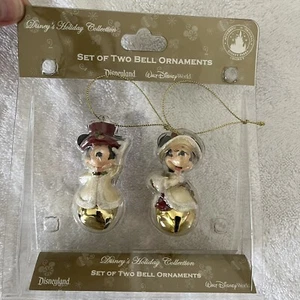 Disney's Holiday Collection
SET OF TWO BELL ORNAMENTS
Disneyland
WALT DISNEY WORLD
Disney's Holiday Collection
Disneyland
SET OF TWO BELL ORNAMENTS
WALT DISNEY WORLD